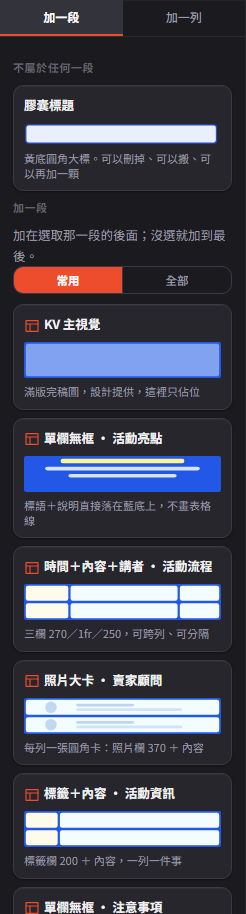 加一段
加一列
不屬於任何一段
膠囊標題
黃底圓角大標。可以刪掉、可以搬、可
以再加一顆
加一段
加在選取那一段的後面；沒選就加到最
後。
常用
全部
KV 主視覺
滿版完稿圖，設計提供，這裡只佔位
單欄無框 · 活動亮點
標語＋說明直接落在藍底上，不畫表格
線
時間＋內容＋講者 · 活動流程
三欄 270／1fr／250，可跨列、可分隔
照片大卡 · 賣家顧問
每列一張圓角卡：照片欄 370 ＋ 內容
標籤＋內容 · 活動資訊
標籤欄 200 ＋ 內容，一列一件事
單欄無框 · 注意事項